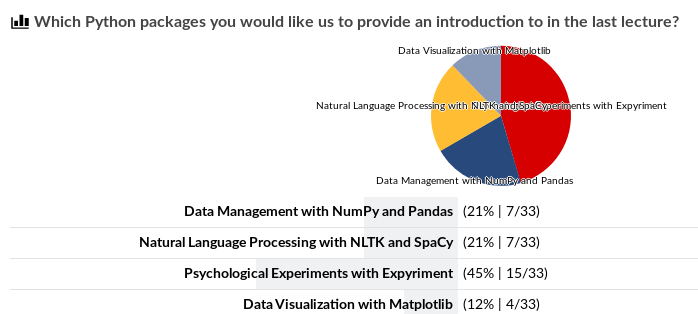 Which Python packages you would like us to provide an introduction to in the last lecture?
Data Visualization with Matplotlib
Natural Language Processing with NLTK and SpaCy
Experiments with Expyriment
Data Management with NumPy and Pandas
Data Management with NumPy and Pandas (21% | 7/33)
Natural Language Processing with NLTK and SpaCy (21% | 7/33)
Psychological Experiments with Expyriment (45% | 15/33)
Data Visualization with Matplotlib (12% | 4/33)